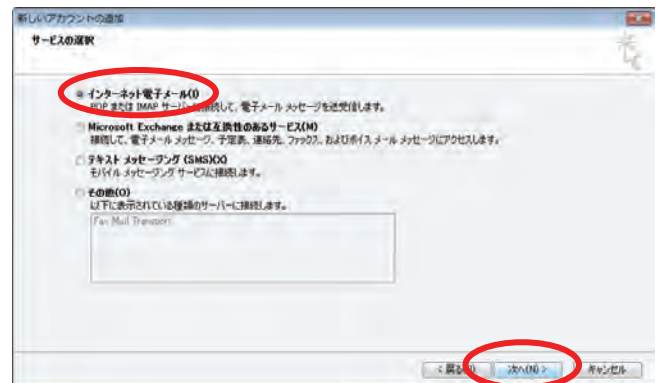 新しいアカウントの追加
サービスの選択
インターネット電子メール(I)
POP または IMAP サーバーに接続して、電子メール メッセージを送受信します。
Microsoft Exchange または互換性のあるサービス(M)
接続して、電子メール メッセージ、予定表、連絡先、ファックス、およびボイス メール メッセージにアクセスします。
テキスト メッセージング (SMS)(X)
モバイル メッセージング サービスに接続します。
その他(O)
以下に表示されている種類のサーバーに接続します。
Fax Mail Transport
< 戻る(B) 次へ(N) > キャンセル